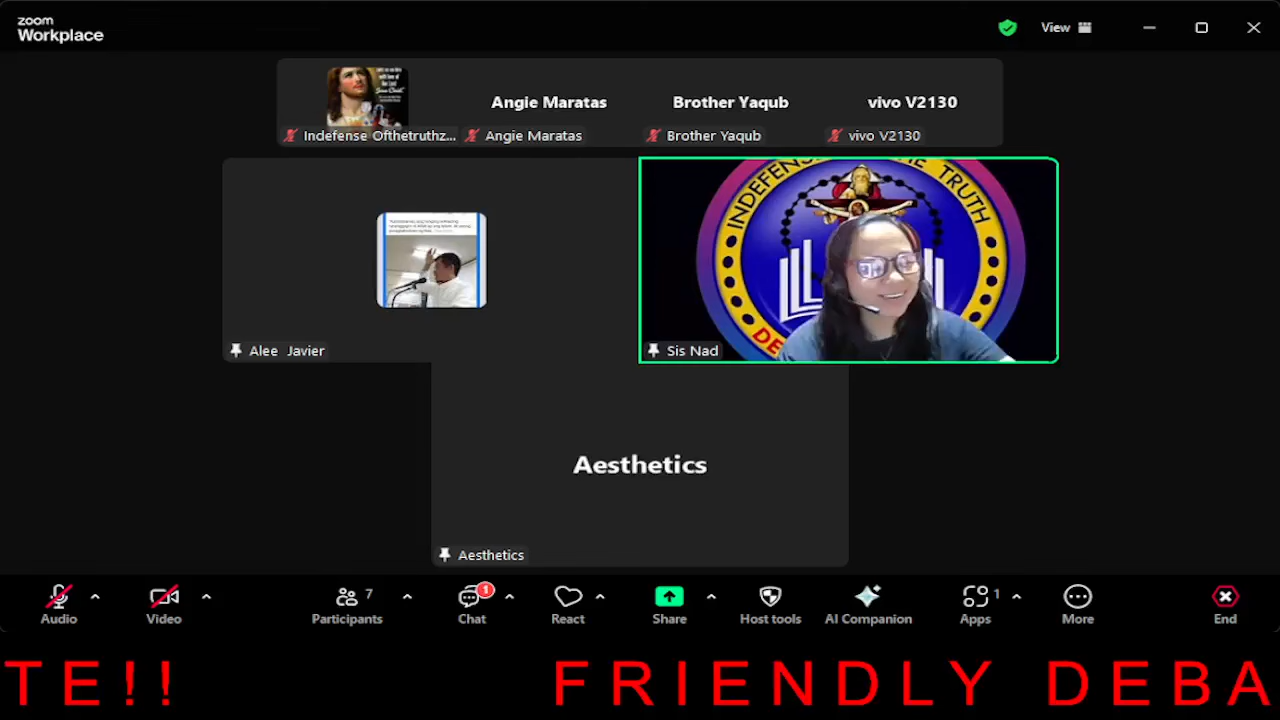 zoom
Workplace
View
Angie Maratas
Brother Yaqub
vivo V2130
Indefense Ofthetruthz...
Angie Maratas
Brother Yaqub
vivo V2130
INDEFENSE OF THE TRUTH
Alee Javier
Sis Nad
Aesthetics
Aesthetics
Audio
Video
Participants
7
Chat
1
React
Share
Host tools
AI Companion
Apps
1
More
End
TE!! FRIENDLY DEBA